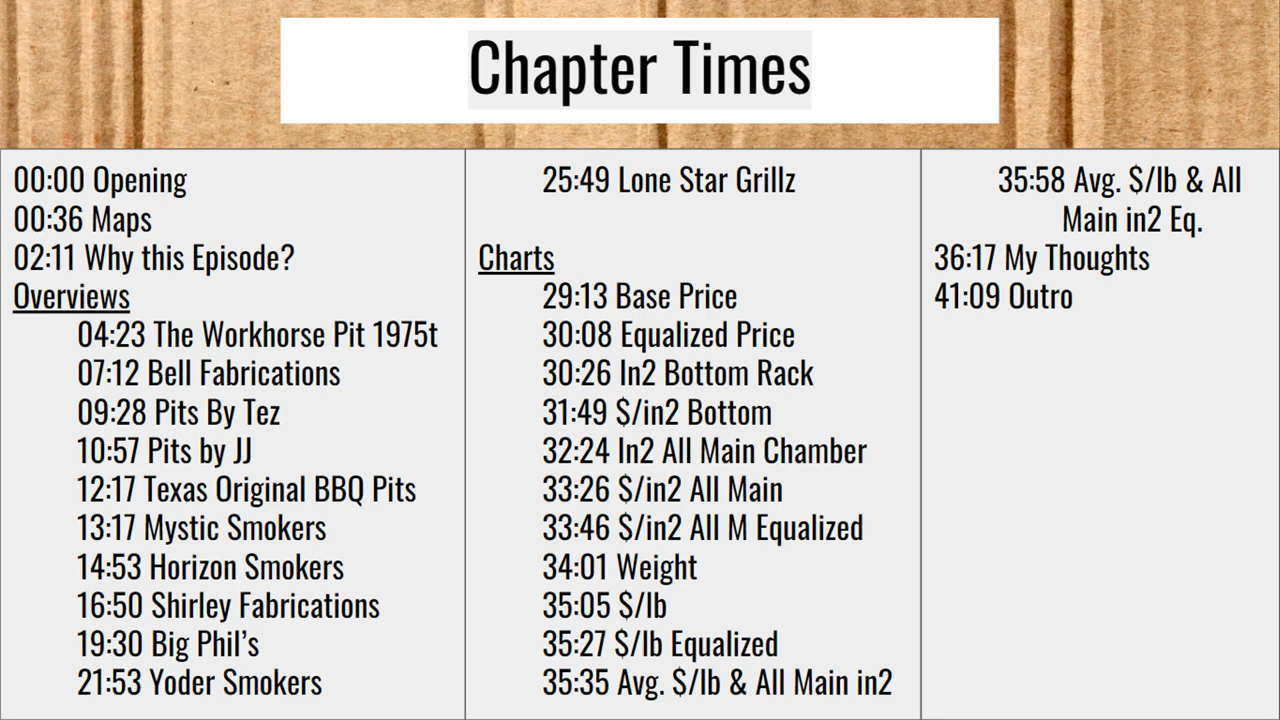 Chapter Times
00:00 Opening
00:36 Maps
02:11 Why this Episode?
Overviews
04:23 The Workhorse Pit 1975t
07:12 Bell Fabrications
09:28 Pits By Tez
10:57 Pits by JJ
12:17 Texas Original BBQ Pits
13:17 Mystic Smokers
14:53 Horizon Smokers
16:50 Shirley Fabrications
19:30 Big Phil’s
21:53 Yoder Smokers
25:49 Lone Star Grillz
Charts
29:13 Base Price
30:08 Equalized Price
30:26 In2 Bottom Rack
31:49 $/in2 Bottom
32:24 In2 All Main Chamber
33:26 $/in2 All Main
33:46 $/in2 All M Equalized
34:01 Weight
35:05 $/lb
35:27 $/lb Equalized
35:35 Avg. $/lb & All Main in2
35:58 Avg. $/lb & All
Main in2 Eq.
36:17 My Thoughts
41:09 Outro